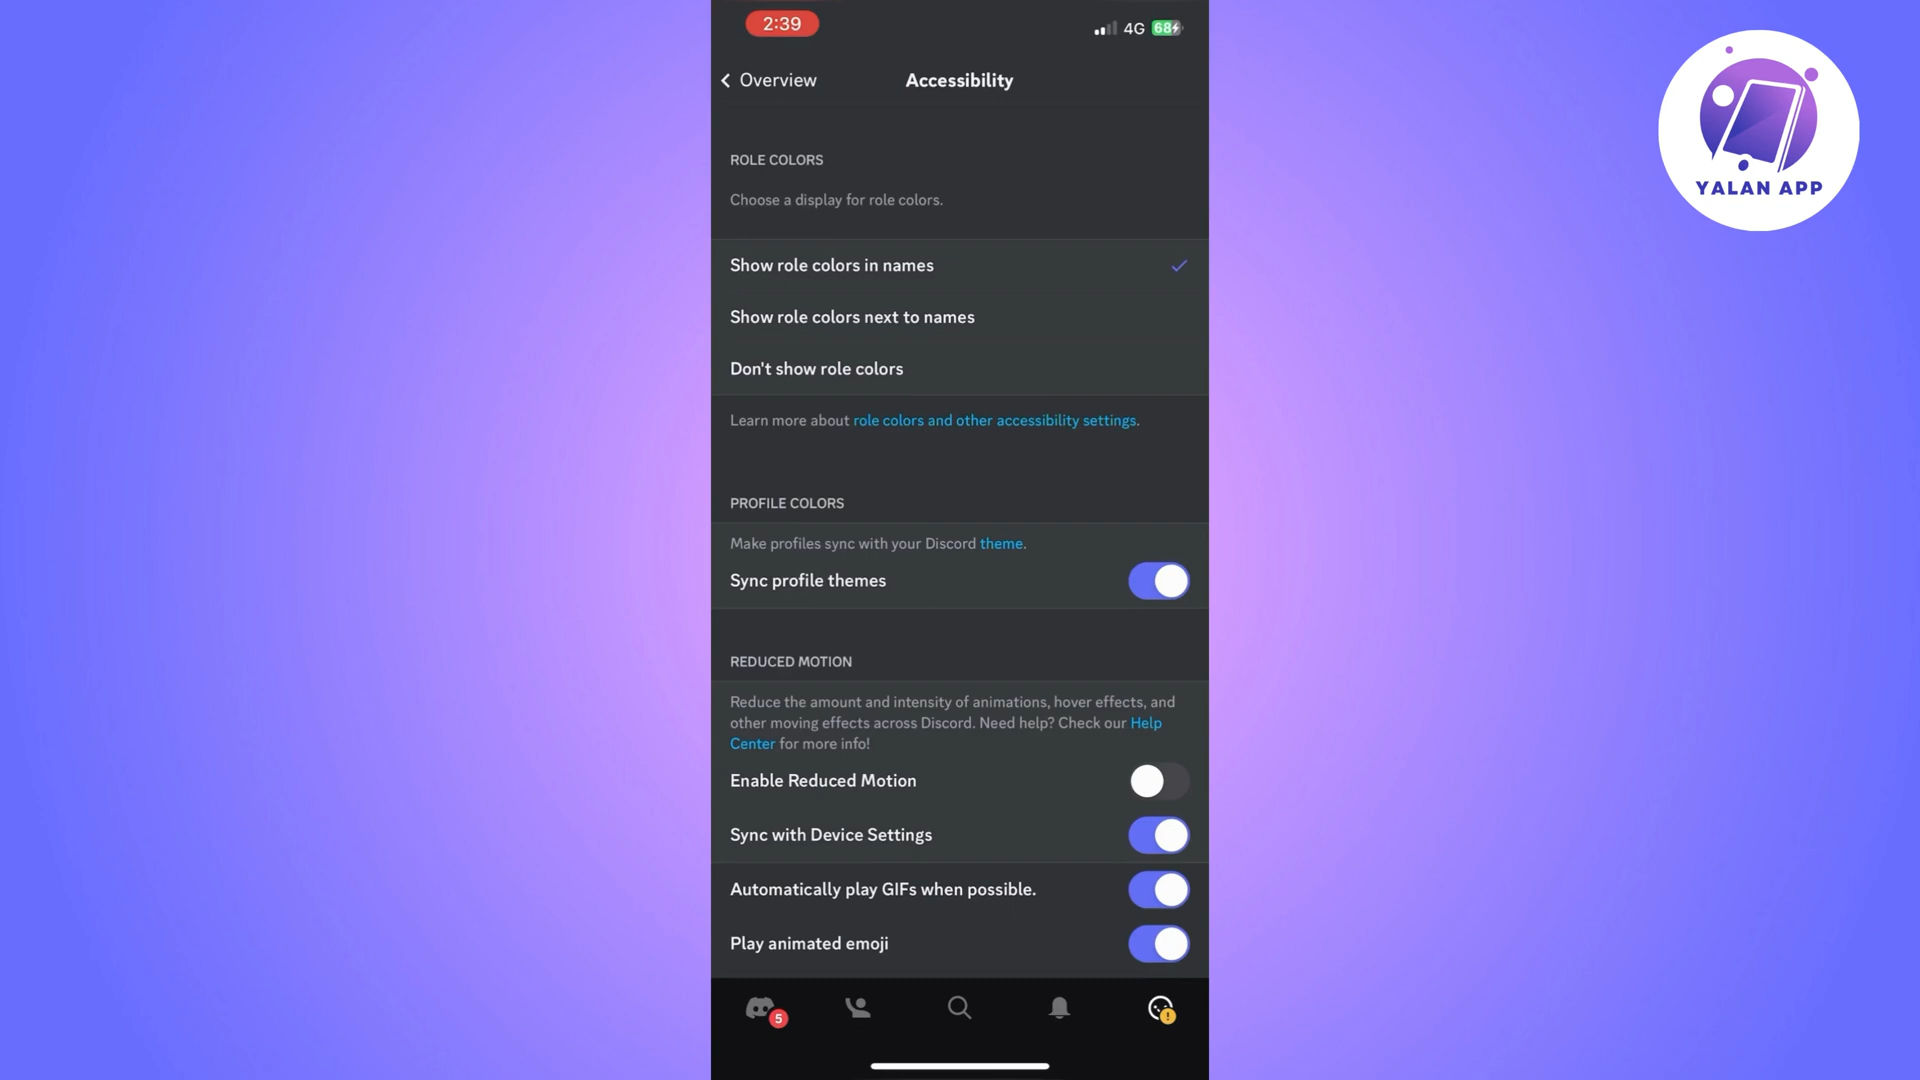 2:39
4G 68
Overview
Accessibility
YALAN APP
ROLE COLORS
Choose a display for role colors.
Show role colors in names
Show role colors next to names
Don't show role colors
Learn more about role colors and other accessibility settings.
PROFILE COLORS
Make profiles sync with your Discord theme.
Sync profile themes
REDUCED MOTION
Reduce the amount and intensity of animations, hover effects, and
other moving effects across Discord. Need help? Check our Help
Center for more info!
Enable Reduced Motion
Sync with Device Settings
Automatically play GIFs when possible.
Play animated emoji
5
!